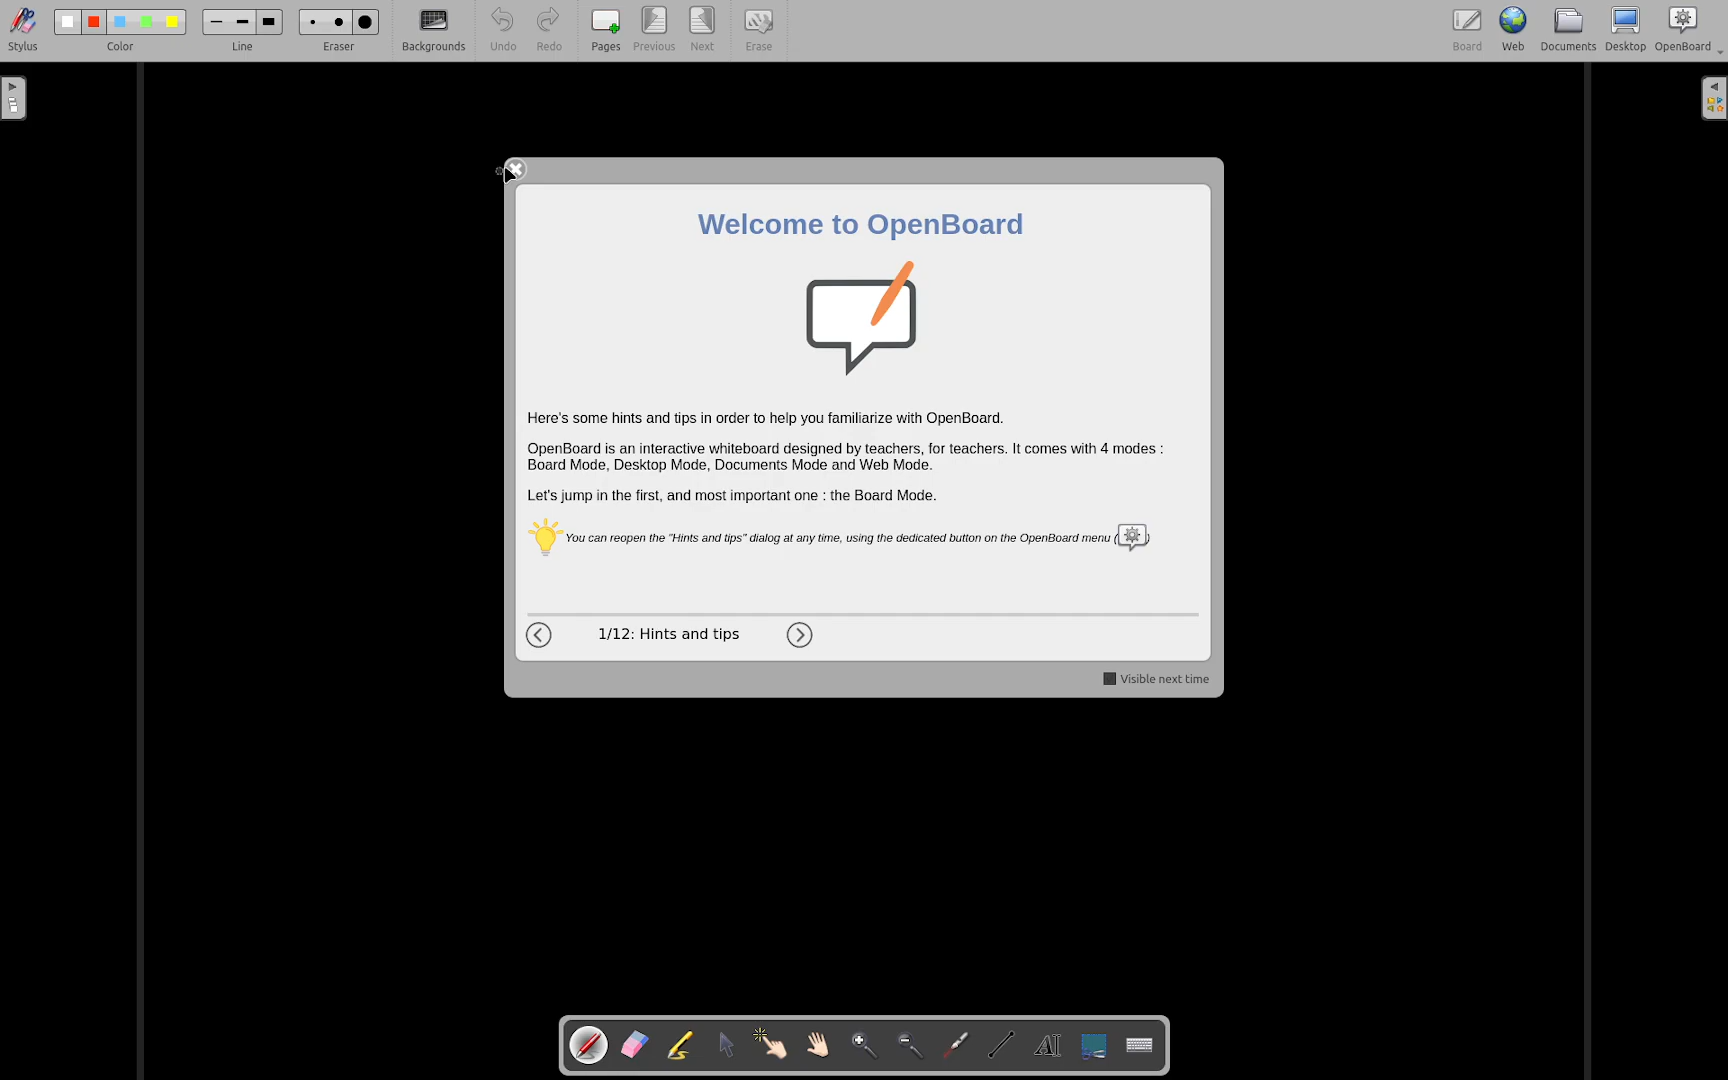 Stylus Color Line Eraser Backgrounds Undo Redo Pages Previous Next Erase Board Web Documents Desktop OpenBoard
Welcome to OpenBoard
Here's some hints and tips in order to help you familiarize with OpenBoard.
OpenBoard is an interactive whiteboard designed by teachers, for teachers. It comes with 4 modes :
Board Mode, Desktop Mode, Documents Mode and Web Mode.
Let's jump in the first, and most important one : the Board Mode.
You can reopen the "Hints and tips" dialog at any time, using the dedicated button on the OpenBoard menu ( )
1/12: Hints and tips
Visible next time
AI